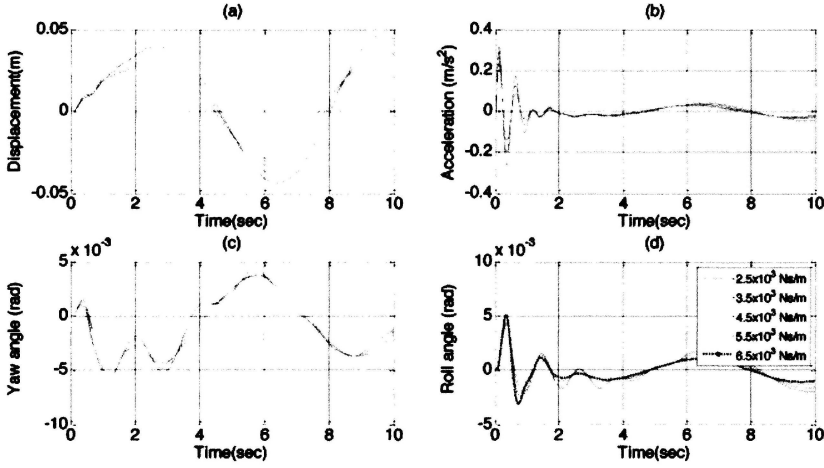 (a)
0.05
0
-0.05
0 2 4 6 8 10
Displacement(m)
Time(sec)
(b)
0.4
0.2
0
-0.2
-0.4
0 2 4 6 8 10
Acceleration (m/s²)
Time(sec)
(c)
x 10⁻³
5
0
-5
-10
0 2 4 6 8 10
Yaw angle (rad)
Time(sec)
(d)
x 10⁻³
10
5
0
-5
0 2 4 6 8 10
Roll angle (rad)
Time(sec)
2.5x10³ Ns/m
3.5x10³ Ns/m
4.5x10³ Ns/m
5.5x10³ Ns/m
6.5x10³ Ns/m